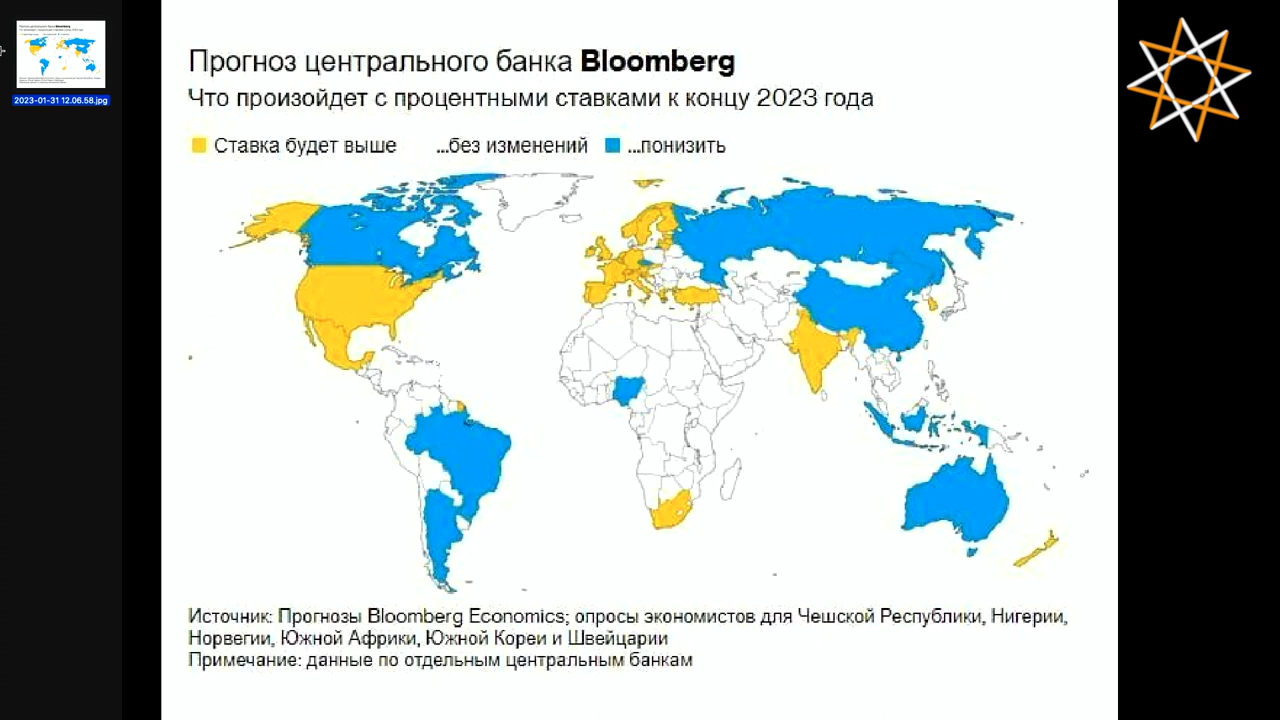 2023-01-31 12.06.58.jpg
Прогноз центрального банка Bloomberg
Что произойдет с процентными ставками к концу 2023 года
Ставка будет выше ...без изменений ...понизить
Источник: Прогнозы Bloomberg Economics; опросы экономистов для Чешской Республики, Нигерии,
Норвегии, Южной Африки, Южной Кореи и Швейцарии
Примечание: данные по отдельным центральным банкам